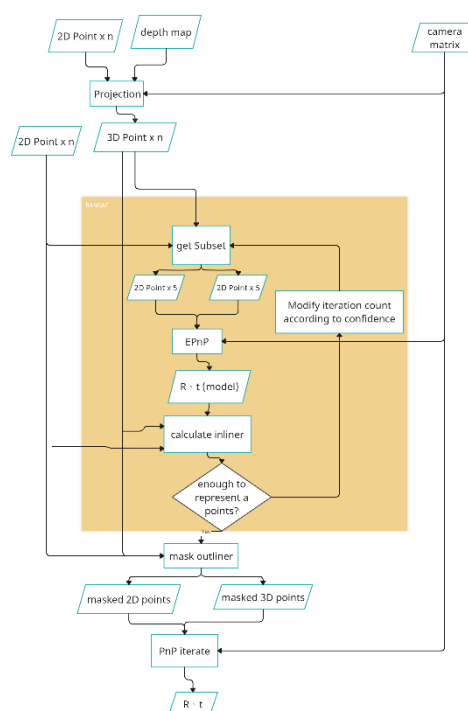 2D Point x n
depth map
camera
matrix
Projection
2D Point x n
3D Point x n
RANSAC
get Subset
2D Point x 5
2D Point x 5
Modify iteration count
according to confidence
EPnP
R、t (model)
calculate inliner
enough to
represent a
points?
Yes
mask outliner
masked 2D points
masked 3D points
PnP iterate
R、t